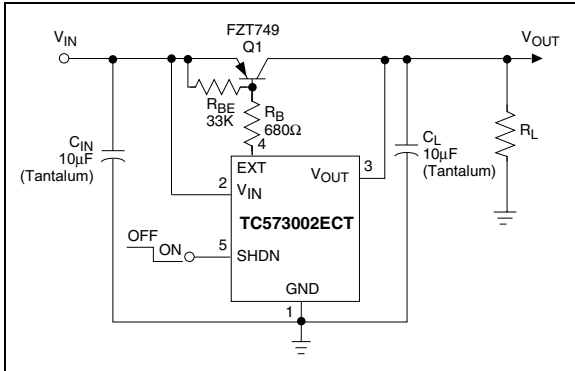 FZT749
Q1
VIN
VOUT
RBE
33K
RB
680Ω
4
CIN
10µF
(Tantalum)
CL
10µF
(Tantalum)
RL
EXT
VOUT
3
2
VIN
TC573002ECT
OFF
ON
5
SHDN
GND
1